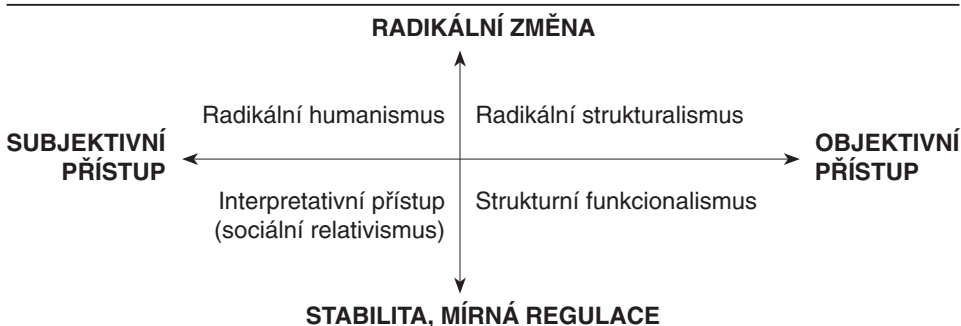 RADIKÁLNÍ ZMĚNA
Radikální humanismus
Radikální strukturalismus
SUBJEKTIVNÍ
PŘÍSTUP
OBJEKTIVNÍ
PŘÍSTUP
Interpretativní přístup
(sociální relativismus)
Strukturní funkcionalismus
STABILITA, MÍRNÁ REGULACE